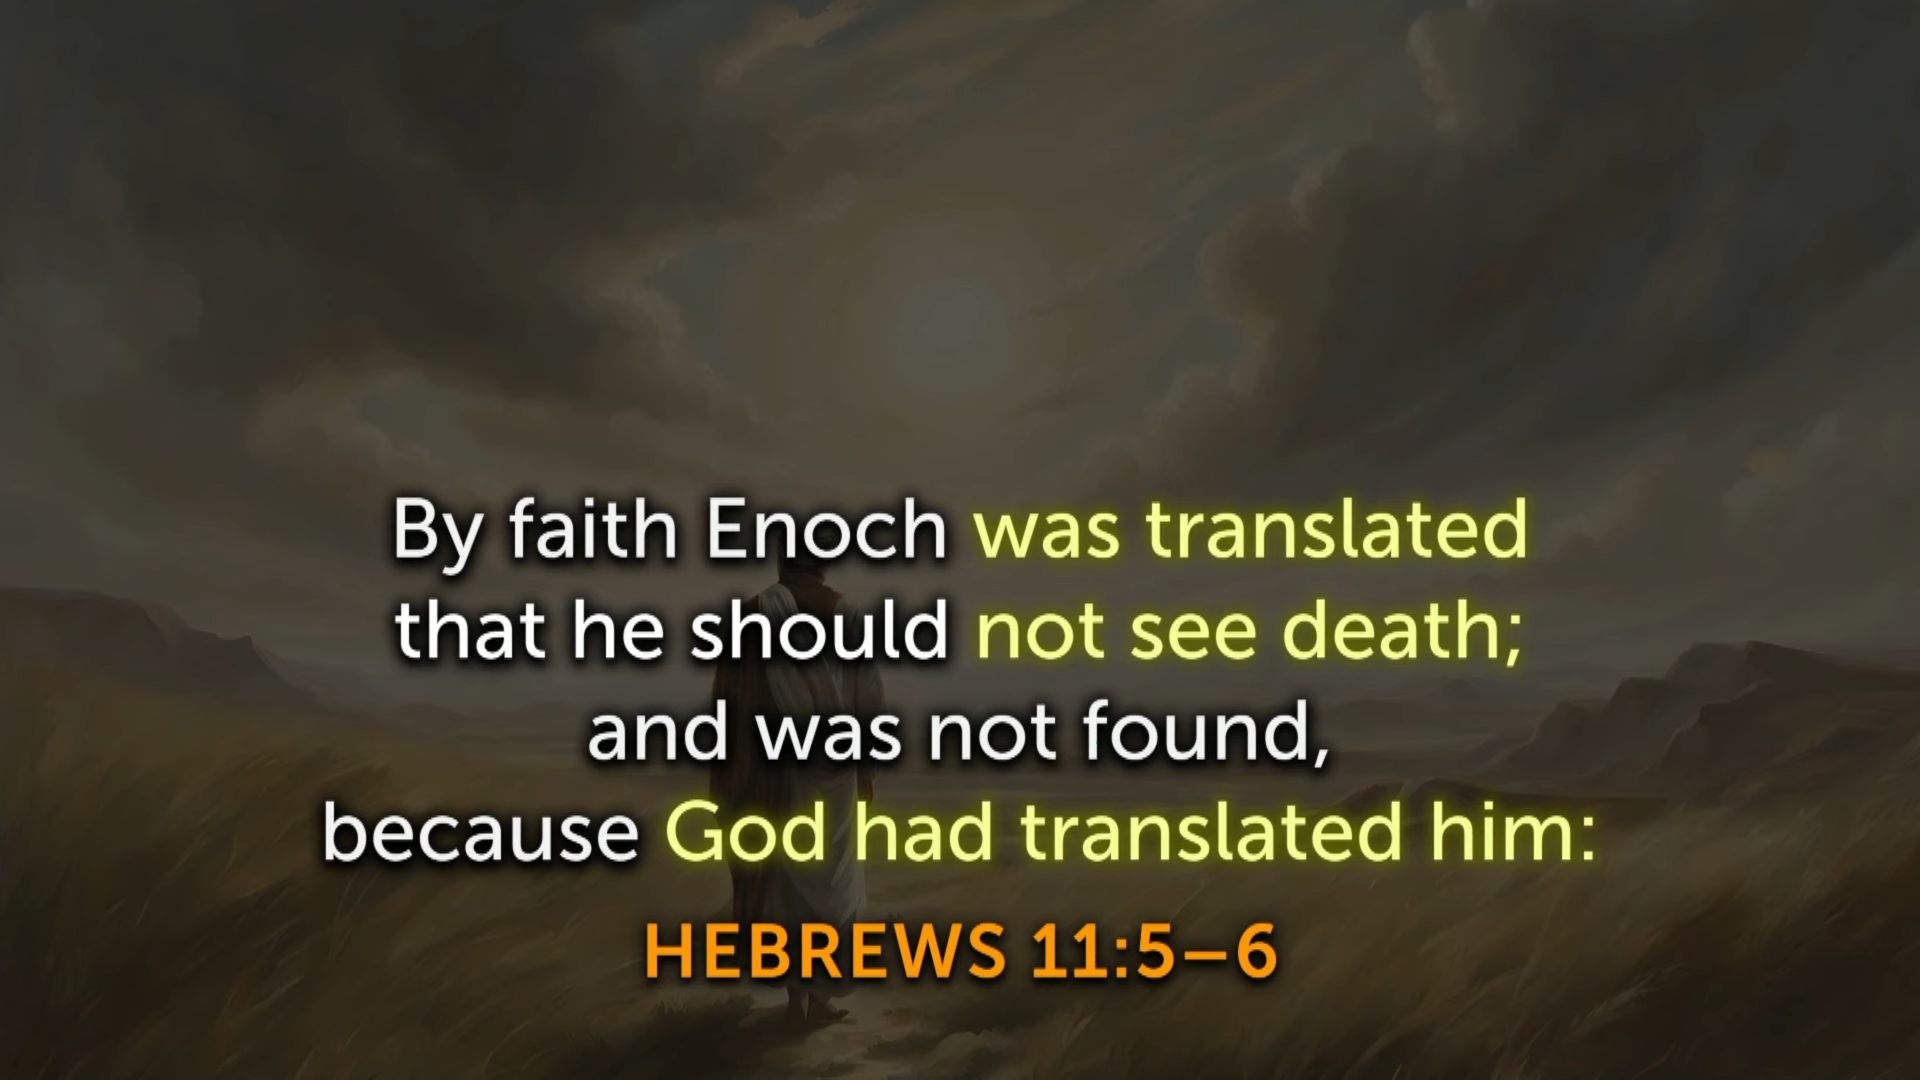 By faith Enoch was translated
that he should not see death;
and was not found,
because God had translated him:
HEBREWS 11:5–6